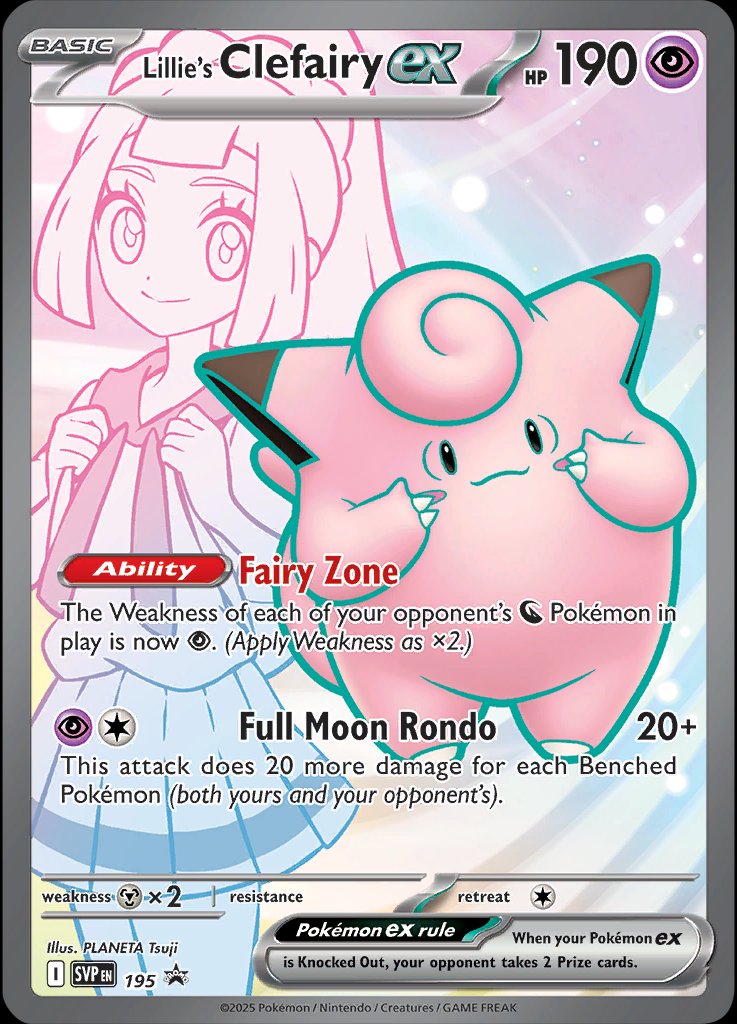 BASIC
Lillie's Clefairy ex HP 190
Ability Fairy Zone
The Weakness of each of your opponent's Pokémon in
play is now . (Apply Weakness as ×2.)
Full Moon Rondo 20+
This attack does 20 more damage for each Benched
Pokémon (both yours and your opponent's).
weakness ×2 resistance retreat
Illus. PLANETA Tsuji
Pokémon ex rule When your Pokémon ex
is Knocked Out, your opponent takes 2 Prize cards.
I SVP EN 195
©2025 Pokémon / Nintendo / Creatures / GAME FREAK